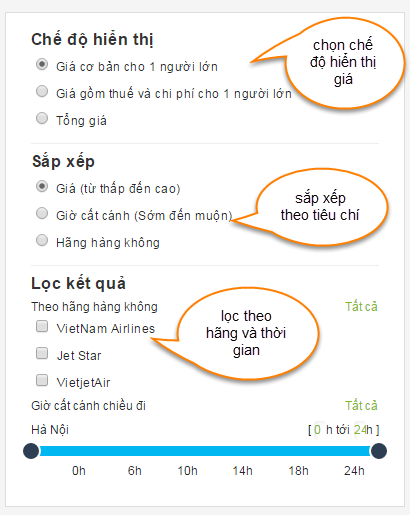 Chế độ hiển thị
Giá cơ bản cho 1 người lớn
Giá gồm thuế và chi phí cho 1 người lớn
Tổng giá
chọn chế
độ hiển thị
giá
Sắp xếp
Giá (từ thấp đến cao)
Giờ cất cánh (Sớm đến muộn)
Hãng hàng không
sắp xếp
theo tiêu chí
Lọc kết quả
Theo hãng hàng không Tất cả
VietNam Airlines
Jet Star
VietjetAir
lọc theo
hãng và thời
gian
Giờ cất cánh chiều đi Tất cả
Hà Nội [ 0 h tới 24h ]
0h 6h 10h 14h 18h 24h